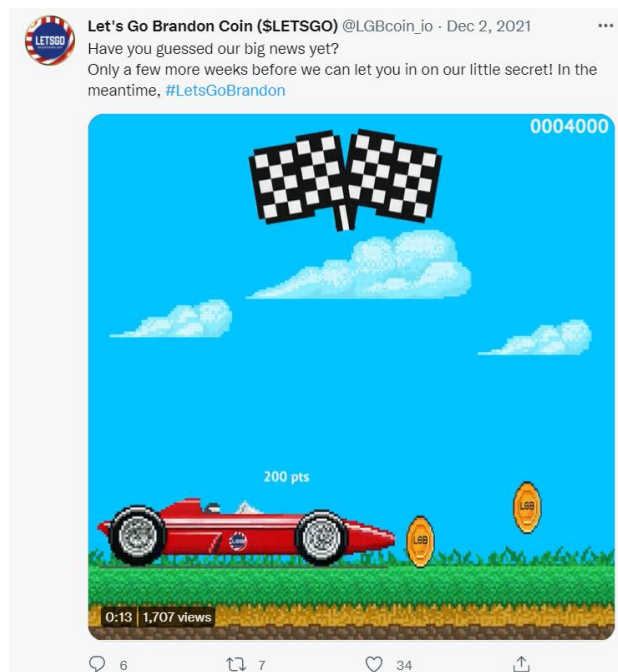 Let's Go Brandon Coin ($LETSGO) @LGBcoin_io · Dec 2, 2021
LETSGO
Have you guessed our big news yet?
Only a few more weeks before we can let you in on our little secret! In the
meantime, #LetsGoBrandon
0004000
200 pts
LGB
LGB
0:13 1,707 views
6 7 34